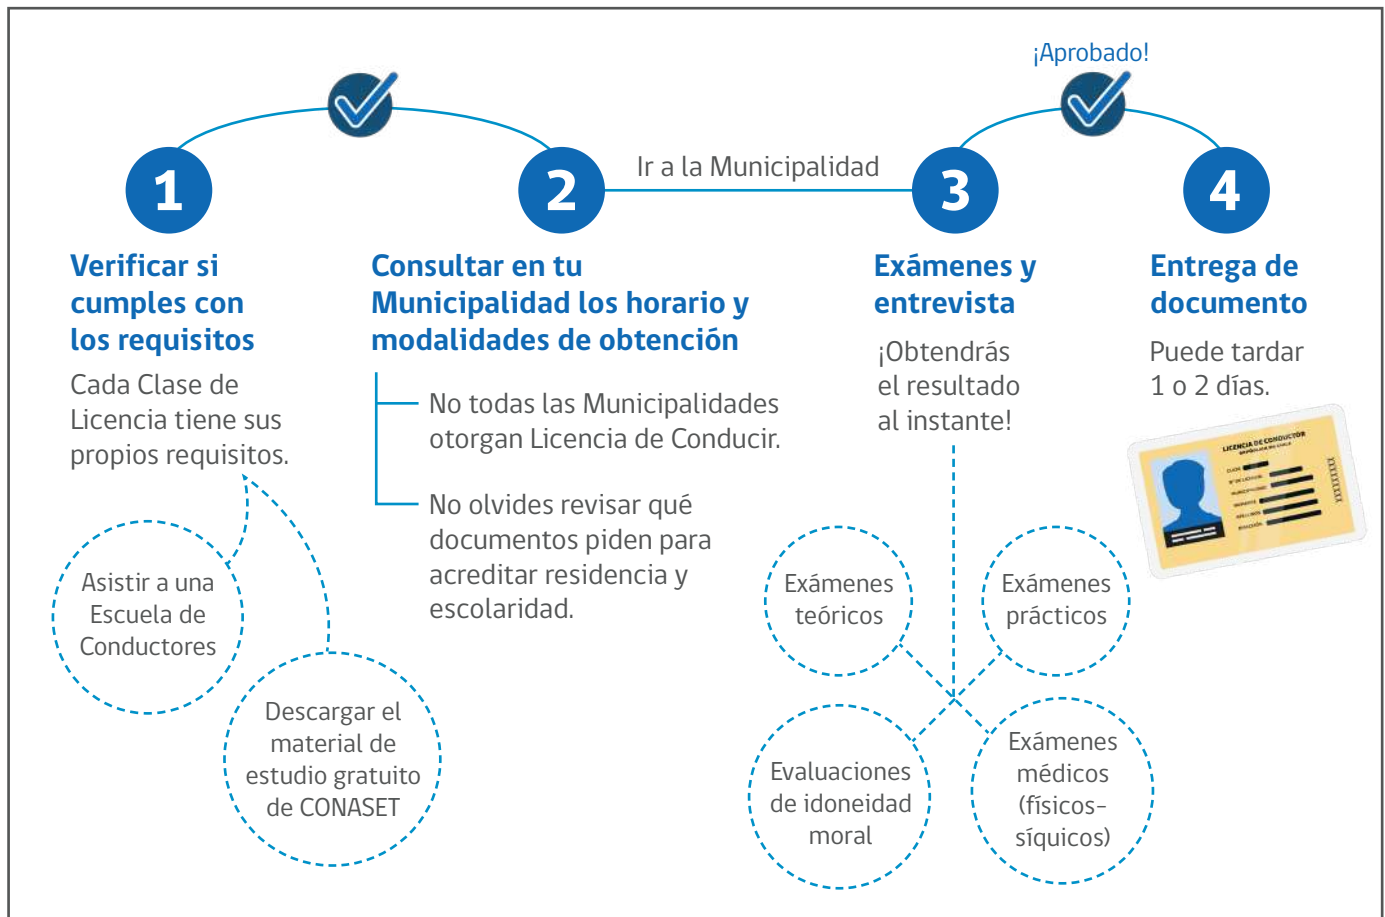 ¡Aprobado!
1
2
Ir a la Municipalidad
3
4
Verificar si
cumples con
los requisitos
Cada Clase de
Licencia tiene sus
propios requisitos.
Asistir a una
Escuela de
Conductores
Descargar el
material de
estudio gratuito
de CONASET
Consultar en tu
Municipalidad los horario y
modalidades de obtención
No todas las Municipalidades
otorgan Licencia de Conducir.
No olvides revisar qué
documentos piden para
acreditar residencia y
escolaridad.
Exámenes y
entrevista
¡Obtendrás
el resultado
al instante!
Exámenes
teóricos
Exámenes
prácticos
Evaluaciones
de idoneidad
moral
Exámenes
médicos
(físicos-
síquicos)
Entrega de
documento
Puede tardar
1 o 2 días.
LICENCIA DE CONDUCTOR